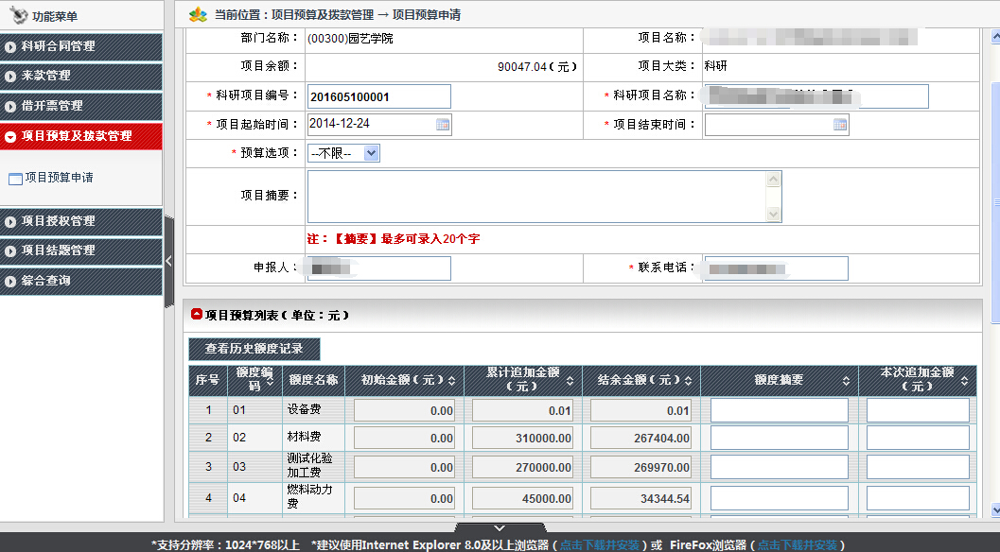 功能菜单
当前位置：项目预算及拨款管理 → 项目预算申请
科研合同管理
来款管理
借开票管理
项目预算及拨款管理
项目预算申请
项目授权管理
项目结题管理
综合查询
部门名称： (00300)园艺学院 项目名称：
项目余额： 90047.04（元） 项目大类： 科研
* 科研项目编号： 201605100001 * 科研项目名称：
* 项目起始时间： 2014-12-24 * 项目结束时间：
* 预算选项： --不限--
项目摘要：
注：【摘要】最多可录入20个字
申报人： * 联系电话：
项目预算列表（单位：元）
查看历史额度记录
序号 额度编码 额度名称 初始金额（元） 累计追加金额（元） 结余金额（元） 额度摘要 本次追加金额（元）
1 01 设备费 0.00 0.01 0.01
2 02 材料费 0.00 310000.00 267404.00
3 03 测试化验加工费 0.00 270000.00 269970.00
4 04 燃料动力费 0.00 45000.00 34344.54
*支持分辨率：1024*768以上 *建议使用Internet Explorer 8.0及以上浏览器（点击下载并安装）或 FireFox浏览器（点击下载并安装）